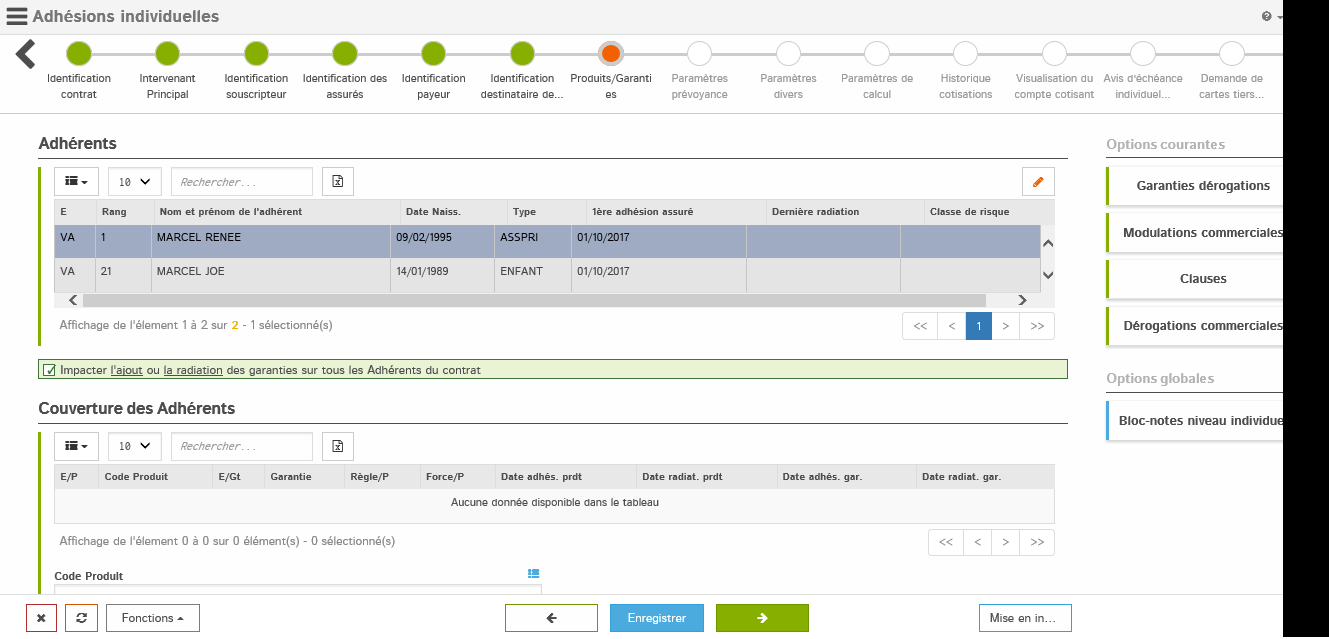 Adhésions individuelles
Identification contrat
Intervenant Principal
Identification souscripteur
Identification des assurés
Identification payeur
Identification destinataire de...
Produits/Garanti es
Paramètres prévoyance
Paramètres divers
Paramètres de calcul
Historique cotisations
Visualisation du compte cotisant
Avis d'échéance individuel...
Demande de cartes tiers...
Adhérents
10 Rechercher...
E Rang Nom et prénom de l'adhérent Date Naiss. Type 1ère adhésion assuré Dernière radiation Classe de risque
VA 1 MARCEL RENEE 09/02/1995 ASSPRI 01/10/2017
VA 21 MARCEL JOE 14/01/1989 ENFANT 01/10/2017
Affichage de l'élement 1 à 2 sur 2 - 1 sélectionné(s)
<< < 1 > >>
Impacter l'ajout ou la radiation des garanties sur tous les Adhérents du contrat
Couverture des Adhérents
10 Rechercher...
E/P Code Produit E/Gt Garantie Règle/P Force/P Date adhés. prdt Date radiat. prdt Date adhés. gar. Date radiat. gar.
Aucune donnée disponible dans le tableau
Affichage de l'élement 0 à 0 sur 0 élément(s) - 0 sélectionné(s)
<< < > >>
Code Produit
Options courantes
Garanties dérogations
Modulations commerciales
Clauses
Dérogations commerciales
Options globales
Bloc-notes niveau individue
Fonctions
Enregistrer
Mise en in...